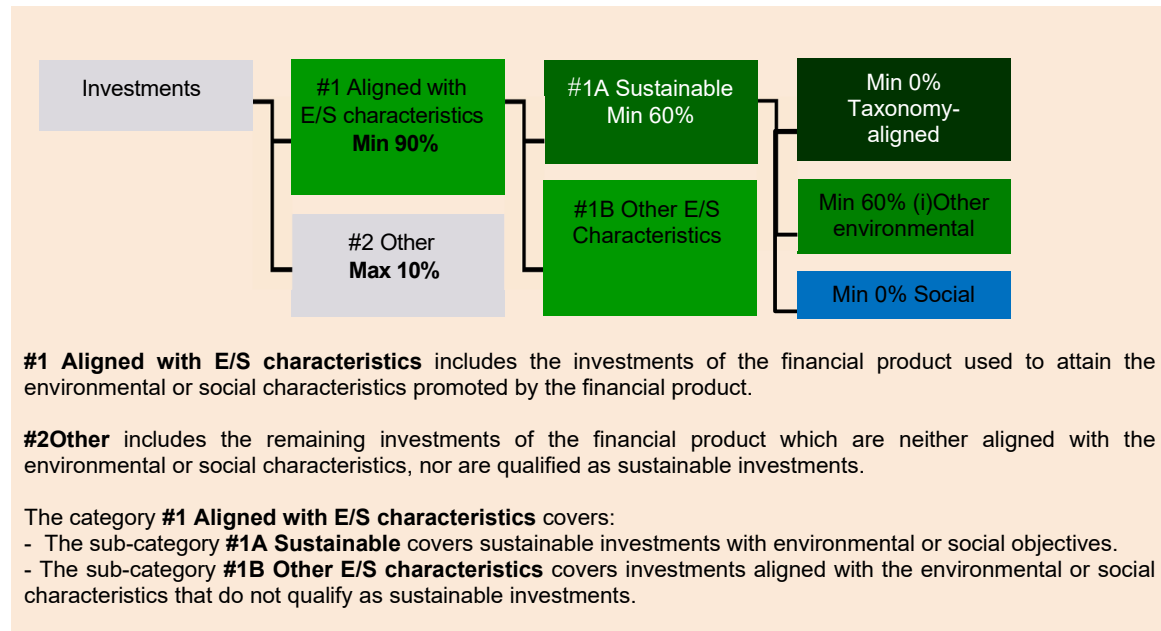 Investments
#1 Aligned with
E/S characteristics
Min 90%
#2 Other
Max 10%
#1A Sustainable
Min 60%
#1B Other E/S
Characteristics
Min 0%
Taxonomy-
aligned
Min 60% (i)Other
environmental
Min 0% Social
#1 Aligned with E/S characteristics includes the investments of the financial product used to attain the
environmental or social characteristics promoted by the financial product.
#2Other includes the remaining investments of the financial product which are neither aligned with the
environmental or social characteristics, nor are qualified as sustainable investments.
The category #1 Aligned with E/S characteristics covers:
- The sub-category #1A Sustainable covers sustainable investments with environmental or social objectives.
- The sub-category #1B Other E/S characteristics covers investments aligned with the environmental or social
characteristics that do not qualify as sustainable investments.